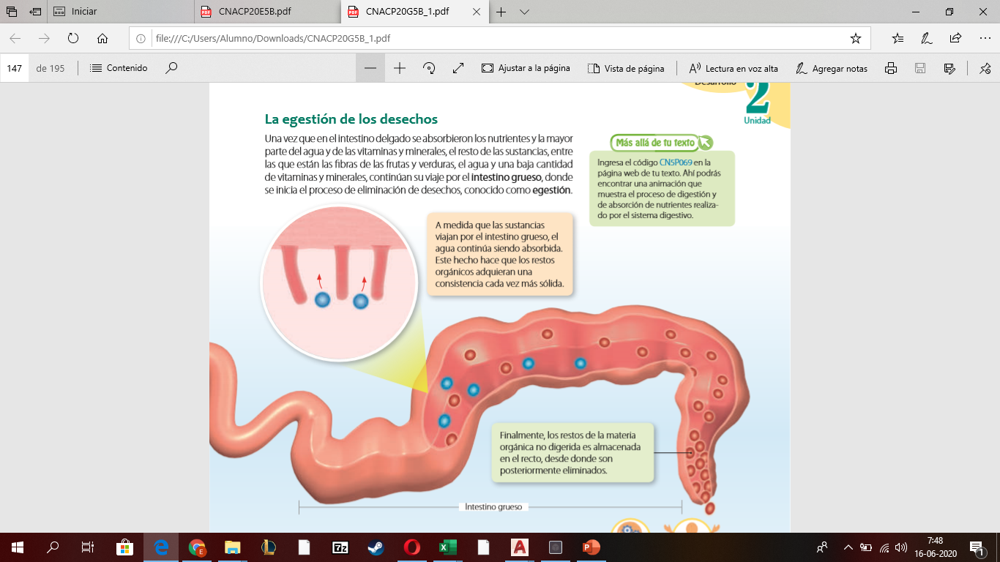 Iniciar
CNACP20E5B.pdf
CNACP20G5B_1.pdf
file:///C:/Users/Alumno/Downloads/CNACP20G5B_1.pdf
147 de 195
Contenido
Ajustar a la página
Vista de página
Lectura en voz alta
Agregar notas
Desarrollo
2
Unidad
La egestión de los desechos
Una vez que en el intestino delgado se absorbieron los nutrientes y la mayor
parte del agua y de las vitaminas y minerales, el resto de las sustancias, entre
las que están las fibras de las frutas y verduras, el agua y una baja cantidad
de vitaminas y minerales, continúan su viaje por el intestino grueso, donde
se inicia el proceso de eliminación de desechos, conocido como egestión.
Más allá de tu texto
Ingresa el código CN5P069 en la
página web de tu texto. Ahí podrás
encontrar una animación que
muestra el proceso de digestión y
de absorción de nutrientes realiza-
do por el sistema digestivo.
A medida que las sustancias
viajan por el intestino grueso, el
agua continúa siendo absorbida.
Este hecho hace que los restos
orgánicos adquieran una
consistencia cada vez más sólida.
Finalmente, los restos de la materia
orgánica no digerida es almacenada
en el recto, desde donde son
posteriormente eliminados.
Intestino grueso
7:48
16-06-2020